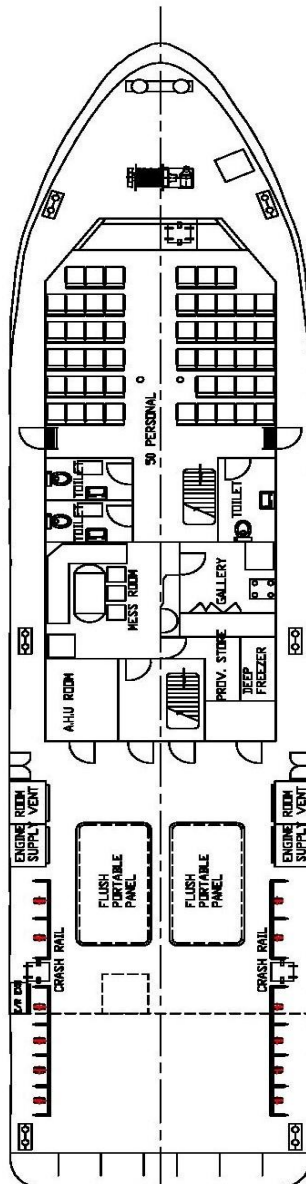 50 PERSONAL
TOILET
TOILET
TOILET
MESS ROOM
GALLERY
A.H.U ROOM
PROV. STORE
DEEP
FREEZER
ENGINE ROOM
SUPPLY VENT
ENGINE ROOM
SUPPLY VENT
FLUSH
PORTABLE
PANEL
FLUSH
PORTABLE
PANEL
CRASH RAIL
CRASH RAIL